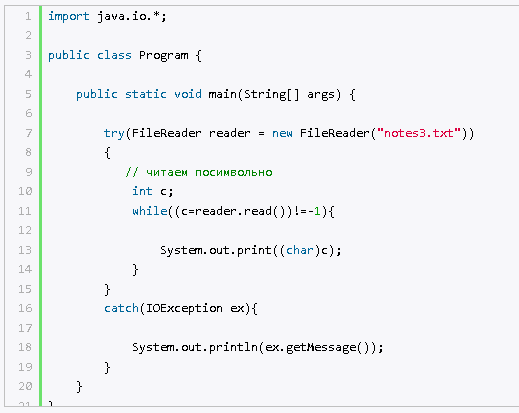 1 import java.io.*;
2
3 public class Program {
4
5 public static void main(String[] args) {
6
7 try(FileReader reader = new FileReader("notes3.txt"))
8 {
9 // читаем посимвольно
10 int c;
11 while((c=reader.read())!=-1){
12
13 System.out.print((char)c);
14 }
15 }
16 catch(IOException ex){
17
18 System.out.println(ex.getMessage());
19 }
20 }
21 }